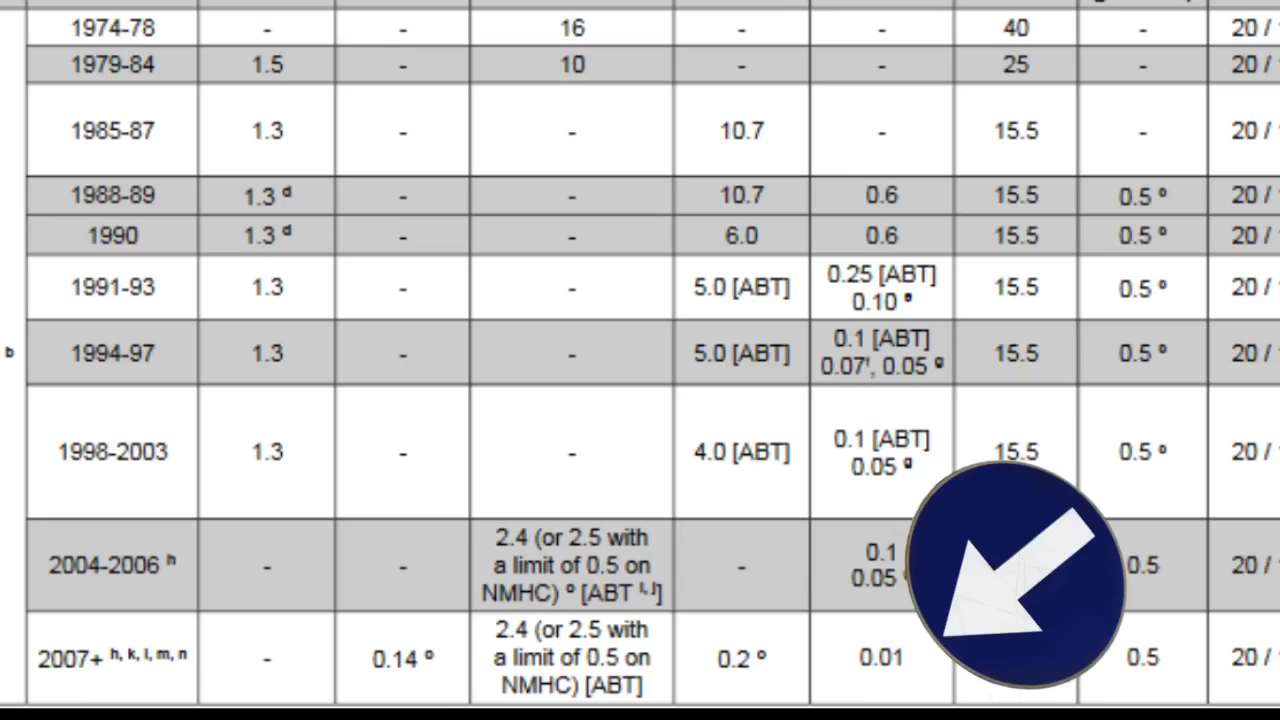 1974-78 - - 16 - - 40 - 20 /
1979-84 1.5 - 10 - - 25 - 20 /
1985-87 1.3 - - 10.7 - 15.5 - 20 /
1988-89 1.3 d - - 10.7 0.6 15.5 0.5 o 20 /
1990 1.3 d - - 6.0 0.6 15.5 0.5 o 20 /
1991-93 1.3 - - 5.0 [ABT] 0.25 [ABT] 15.5 0.5 o 20 /
0.10 e
b 1994-97 1.3 - - 5.0 [ABT] 0.1 [ABT] 15.5 0.5 o 20 /
0.07f, 0.05 g
1998-2003 1.3 - - 4.0 [ABT] 0.1 [ABT] 15.5 0.5 o 20 /
0.05 g
2004-2006 h - - 2.4 (or 2.5 with - 0.1 0.5 20 /
a limit of 0.5 on 0.05
NMHC) o [ABT i, j]
2007+ h, k, l, m, n - 0.14 o 2.4 (or 2.5 with 0.2 o 0.01 0.5 20 /
a limit of 0.5 on
NMHC) [ABT]